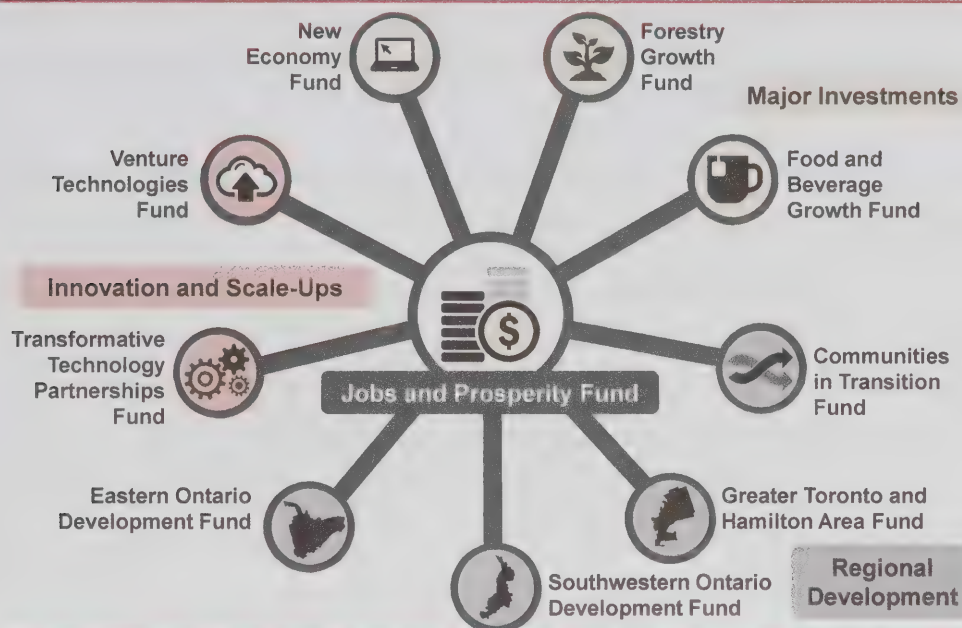 New
Economy
Fund
Forestry
Growth
Fund
Major Investments
Venture
Technologies
Fund
Food and
Beverage
Growth Fund
Innovation and Scale-Ups
$
Transformative
Technology
Partnerships
Fund
Jobs and Prosperity Fund
Communities
in Transition
Fund
Eastern Ontario
Development Fund
Greater Toronto and
Hamilton Area Fund
Southwestern Ontario
Development Fund
Regional
Development